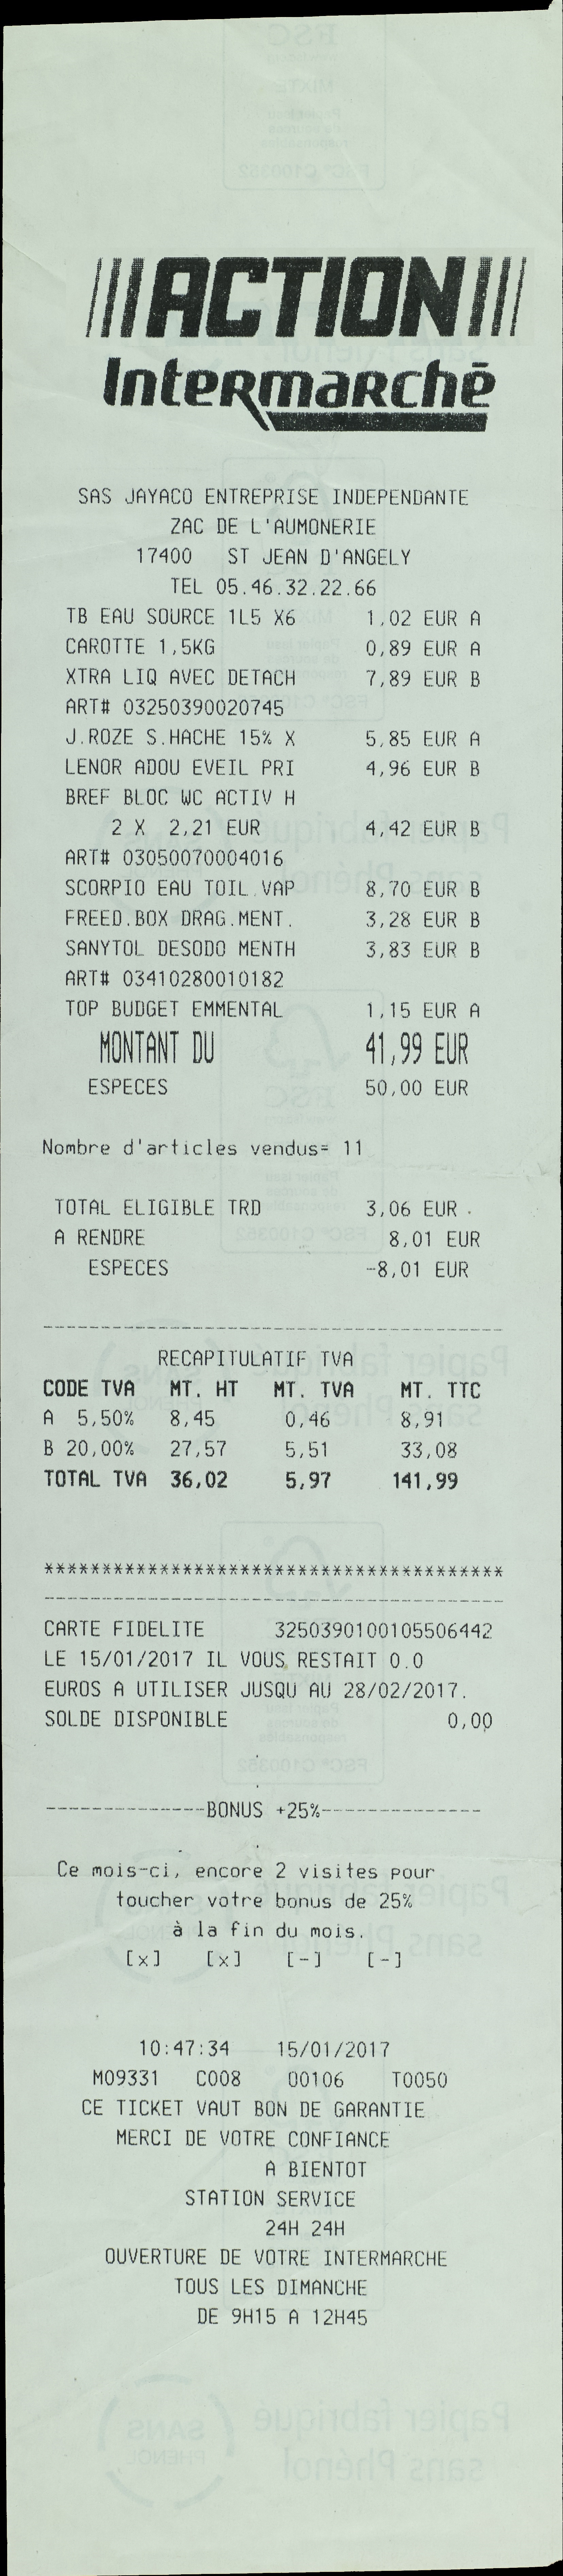 ACTION
Intermarchē
SAS JAYACO ENTREPRISE INDEPENDANTE
ZAC DE L'AUMONERIE
17400 ST JEAN D'ANGELY
TEL 05.46.32.22.66
TB EAU SOURCE 1L5 X6 1,02 EUR A
CAROTTE 1,5KG 0,89 EUR A
XTRA LIQ AVEC DETACH 7,89 EUR B
ART# 03250390020745
J.ROZE S.HACHE 15% X 5,85 EUR A
LENOR ADOU EVEIL PRI 4,96 EUR B
BREF BLOC WC ACTIV H
2 X 2,21 EUR 4,42 EUR B
ART# 03050070004016
SCORPIO EAU TOIL.VAP 8,70 EUR B
FREED.BOX DRAG.MENT. 3,28 EUR B
SANYTOL DESODO MENTH 3,83 EUR B
ART# 03410280010182
TOP BUDGET EMMENTAL 1,15 EUR A
MONTANT DU 41,99 EUR
ESPECES 50,00 EUR
Nombre d'articles vendus= 11
TOTAL ELIGIBLE TRD 3,06 EUR
A RENDRE 8,01 EUR
ESPECES -8,01 EUR
RECAPITULATIF TVA
CODE TVA MT. HT MT. TVA MT. TTC
A 5,50% 8,45 0,46 8,91
B 20,00% 27,57 5,51 33,08
TOTAL TVA 36,02 5,97 141,99
****************************************
CARTE FIDELITE 3250390100105506442
LE 15/01/2017 IL VOUS RESTAIT 0.0
EUROS A UTILISER JUSQU AU 28/02/2017.
SOLDE DISPONIBLE 0,00
--------------BONUS +25%--------------
Ce mois-ci, encore 2 visites pour
toucher votre bonus de 25%
à la fin du mois.
[x] [x] [-] [-]
10:47:34 15/01/2017
M09331 C008 00106 T0050
CE TICKET VAUT BON DE GARANTIE
MERCI DE VOTRE CONFIANCE
A BIENTOT
STATION SERVICE
24H 24H
OUVERTURE DE VOTRE INTERMARCHE
TOUS LES DIMANCHE
DE 9H15 A 12H45